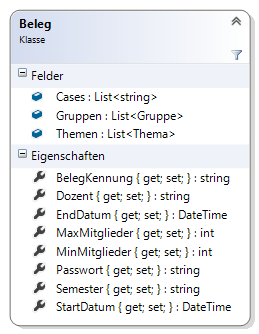 Beleg
Klasse
Felder
Cases : List<string>
Gruppen : List<Gruppe>
Themen : List<Thema>
Eigenschaften
BelegKennung { get; set; } : string
Dozent { get; set; } : string
EndDatum { get; set; } : DateTime
MaxMitglieder { get; set; } : int
MinMitglieder { get; set; } : int
Passwort { get; set; } : string
Semester { get; set; } : string
StartDatum { get; set; } : DateTime